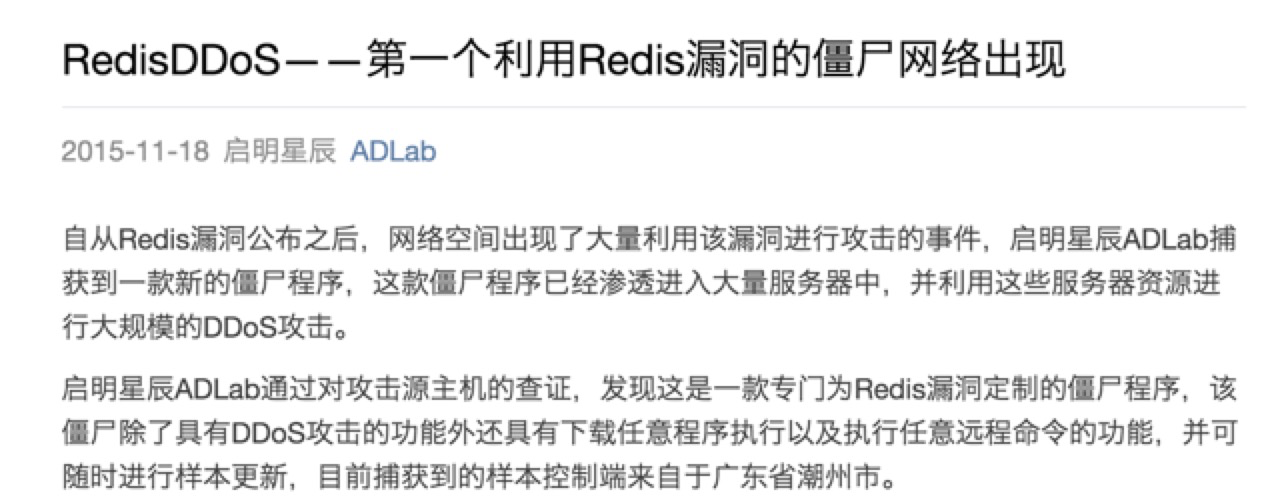 RedisDDoS——第一个利用Redis漏洞的僵尸网络出现
2015-11-18 启明星辰 ADLab
自从Redis漏洞公布之后，网络空间出现了大量利用该漏洞进行攻击的事件，启明星辰ADLab捕
获到一款新的僵尸程序，这款僵尸程序已经渗透进入大量服务器中，并利用这些服务器资源进
行大规模的DDoS攻击。
启明星辰ADLab通过对攻击源主机的查证，发现这是一款专门为Redis漏洞定制的僵尸程序，该
僵尸除了具有DDoS攻击的功能外还具有下载任意程序执行以及执行任意远程命令的功能，并可
随时进行样本更新，目前捕获到的样本控制端来自于广东省潮州市。